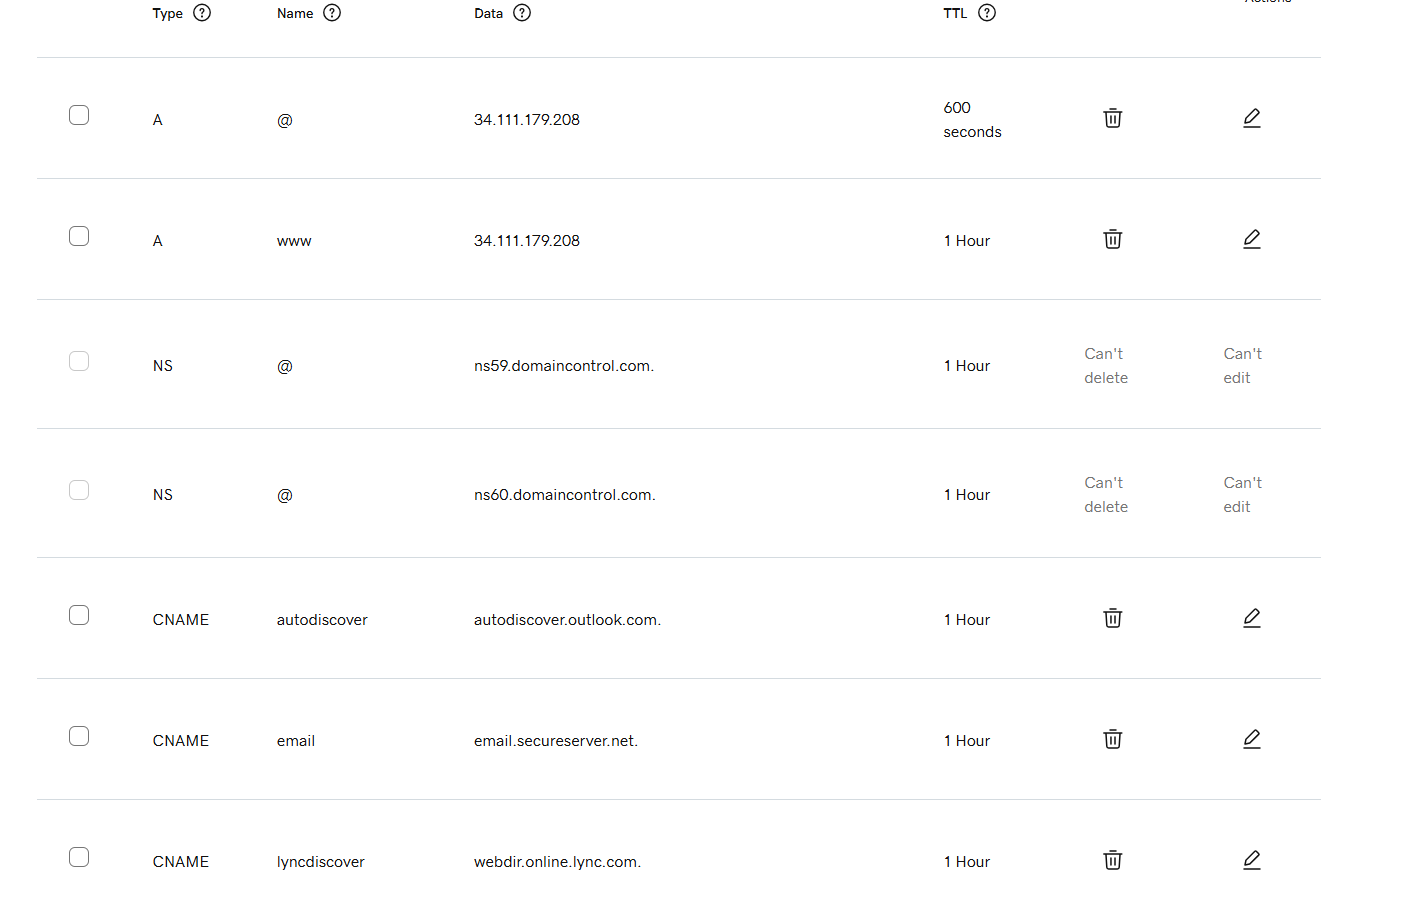 Type Name Data TTL
A @ 34.111.179.208 600 seconds
A www 34.111.179.208 1 Hour
NS @ ns59.domaincontrol.com. 1 Hour Can't delete Can't edit
NS @ ns60.domaincontrol.com. 1 Hour Can't delete Can't edit
CNAME autodiscover autodiscover.outlook.com. 1 Hour
CNAME email email.secureserver.net. 1 Hour
CNAME lyncdiscover webdir.online.lync.com. 1 Hour